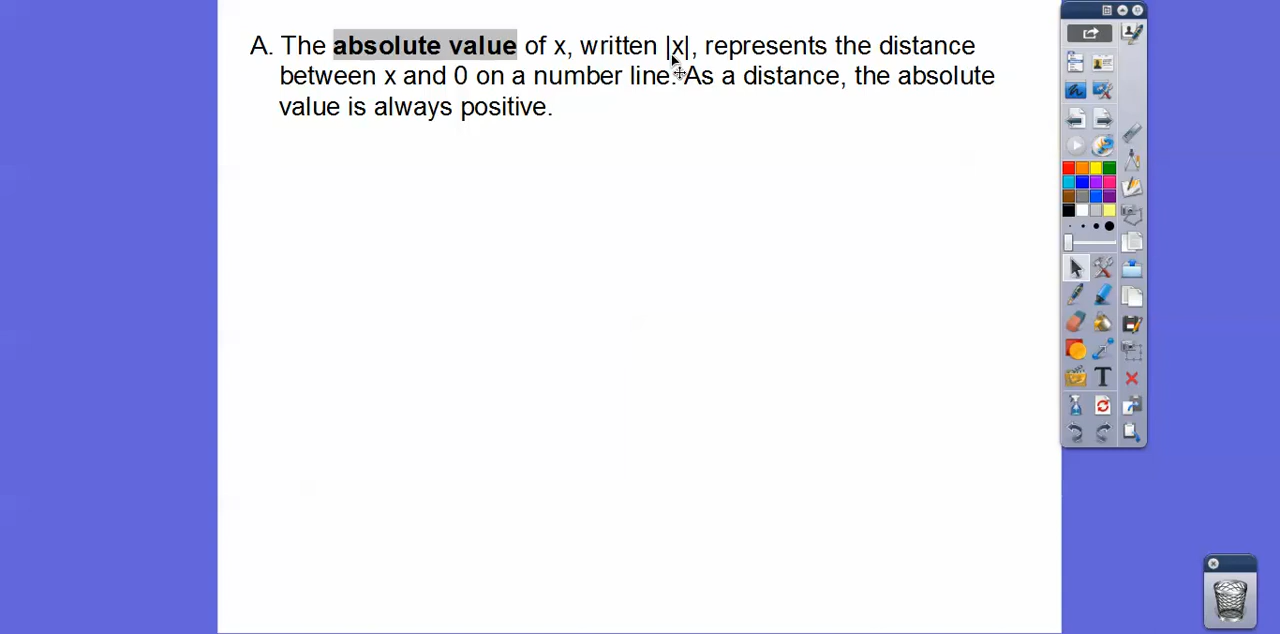 A. The absolute value of x, written |x|, represents the distance
between x and 0 on a number line. As a distance, the absolute
value is always positive.
T